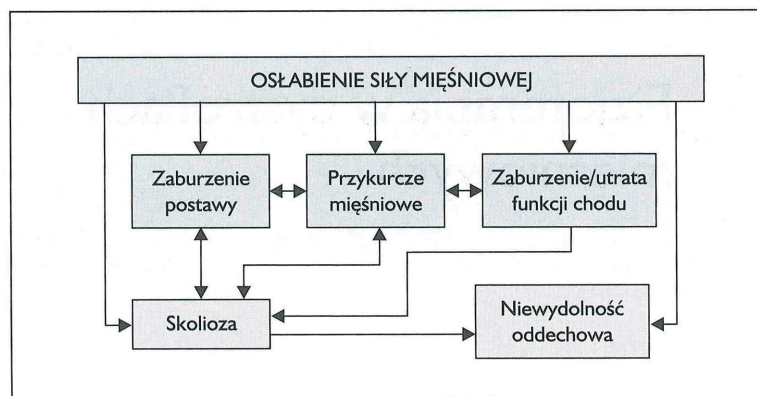 OSŁABIENIE SIŁY MIĘŚNIOWEJ
Zaburzenie
postawy
Przykurcze
mięśniowe
Zaburzenie/utrata
funkcji chodu
Skolioza
Niewydolność
oddechowa